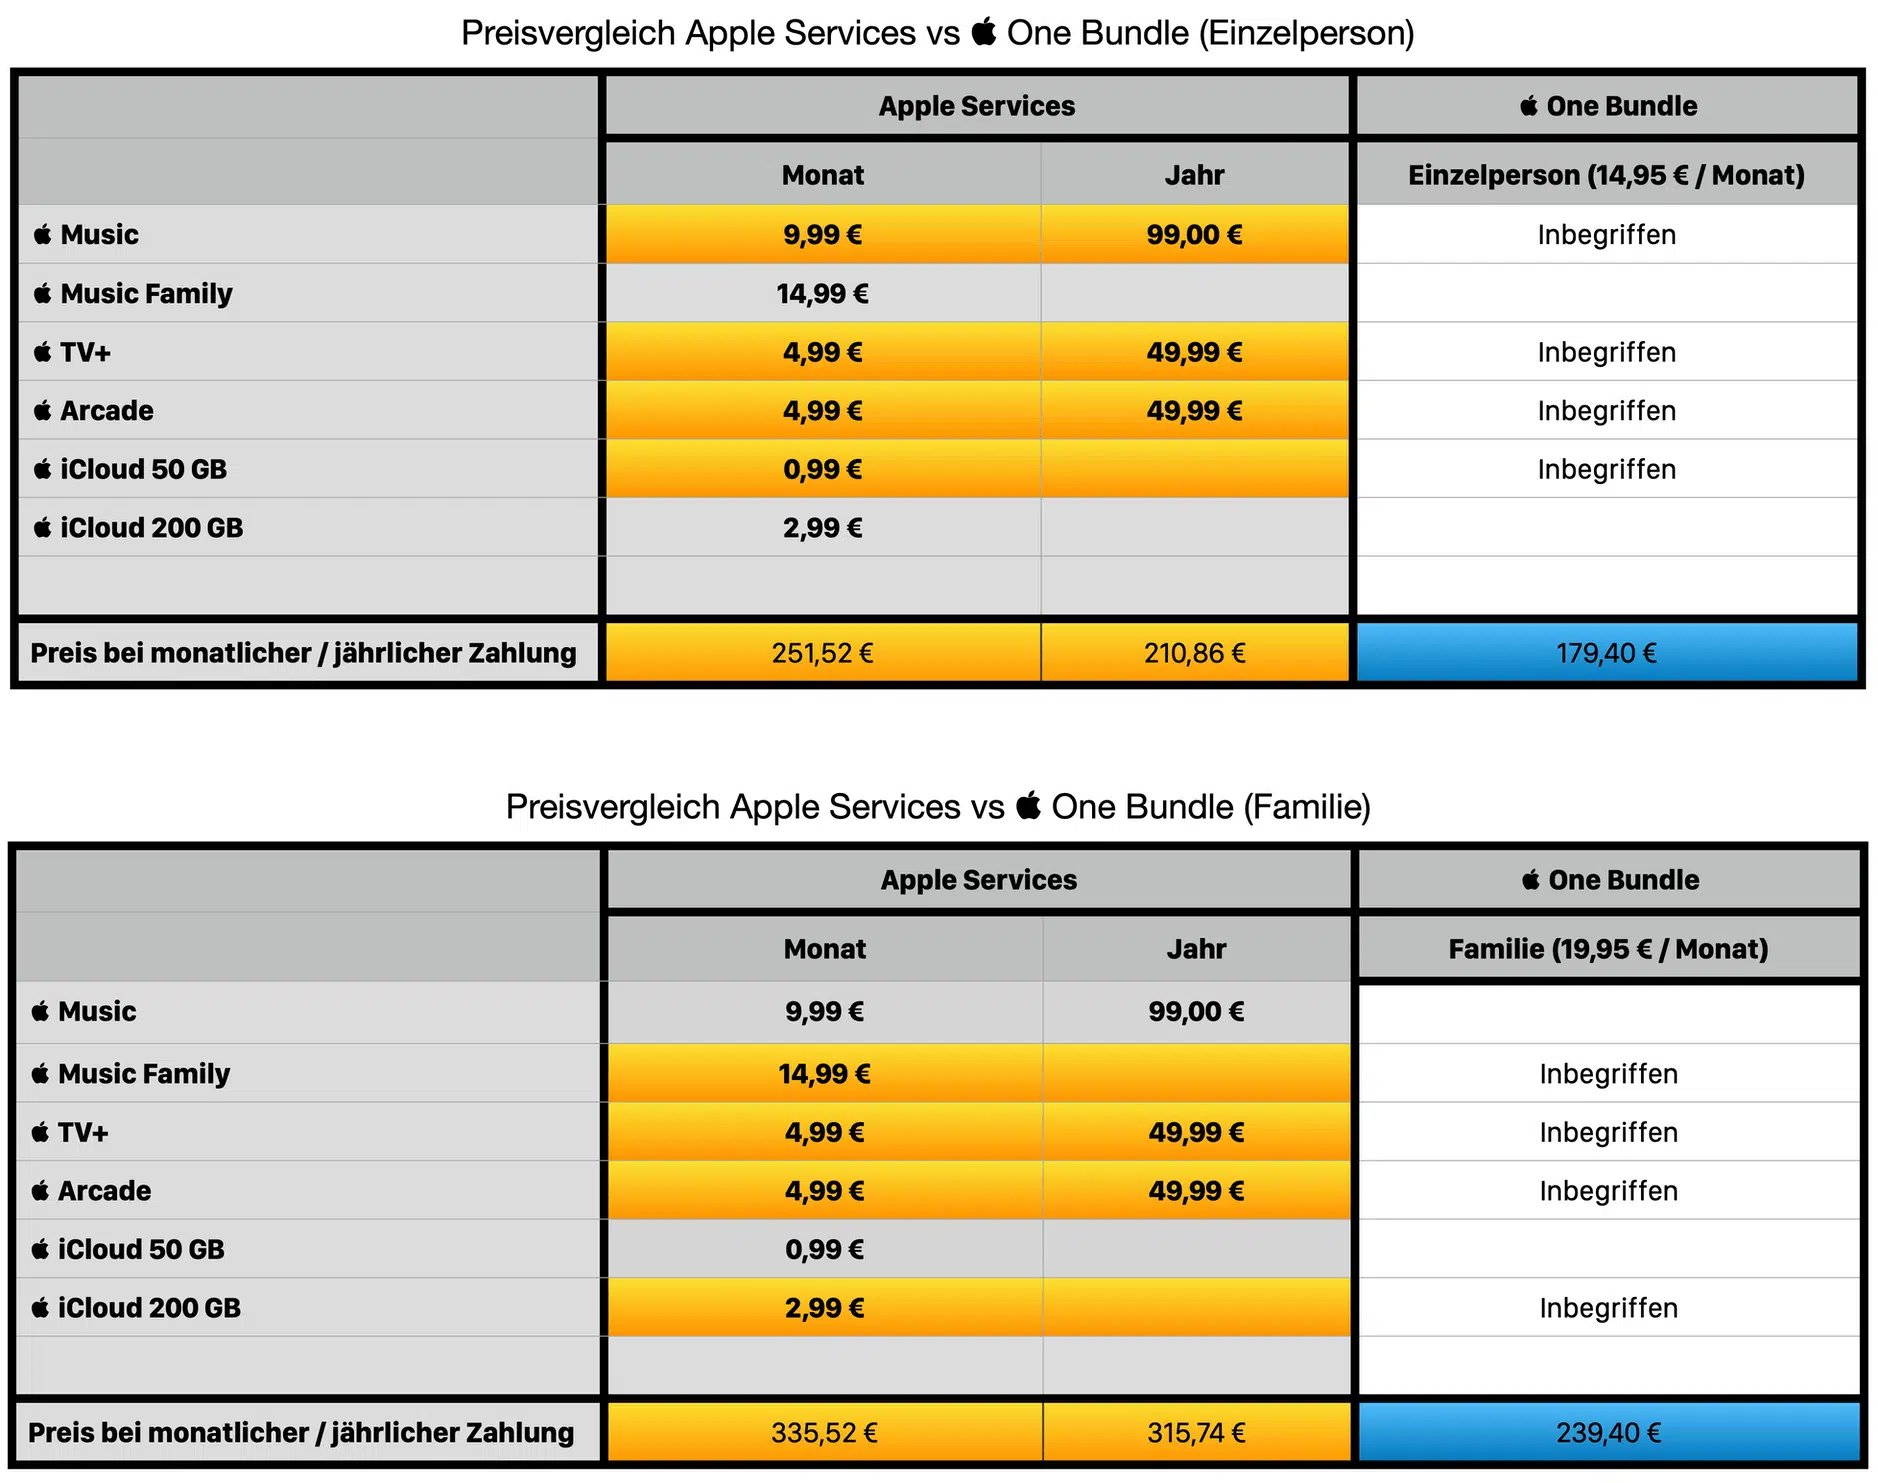 Preisvergleich Apple Services vs  One Bundle (Einzelperson)
Apple Services  One Bundle
Monat Jahr Einzelperson (14,95 € / Monat)
 Music 9,99 € 99,00 € Inbegriffen
 Music Family 14,99 €
 TV+ 4,99 € 49,99 € Inbegriffen
 Arcade 4,99 € 49,99 € Inbegriffen
 iCloud 50 GB 0,99 € Inbegriffen
 iCloud 200 GB 2,99 €
Preis bei monatlicher / jährlicher Zahlung 251,52 € 210,86 € 179,40 €
Preisvergleich Apple Services vs  One Bundle (Familie)
Apple Services  One Bundle
Monat Jahr Familie (19,95 € / Monat)
 Music 9,99 € 99,00 €
 Music Family 14,99 € Inbegriffen
 TV+ 4,99 € 49,99 € Inbegriffen
 Arcade 4,99 € 49,99 € Inbegriffen
 iCloud 50 GB 0,99 €
 iCloud 200 GB 2,99 € Inbegriffen
Preis bei monatlicher / jährlicher Zahlung 335,52 € 315,74 € 239,40 €